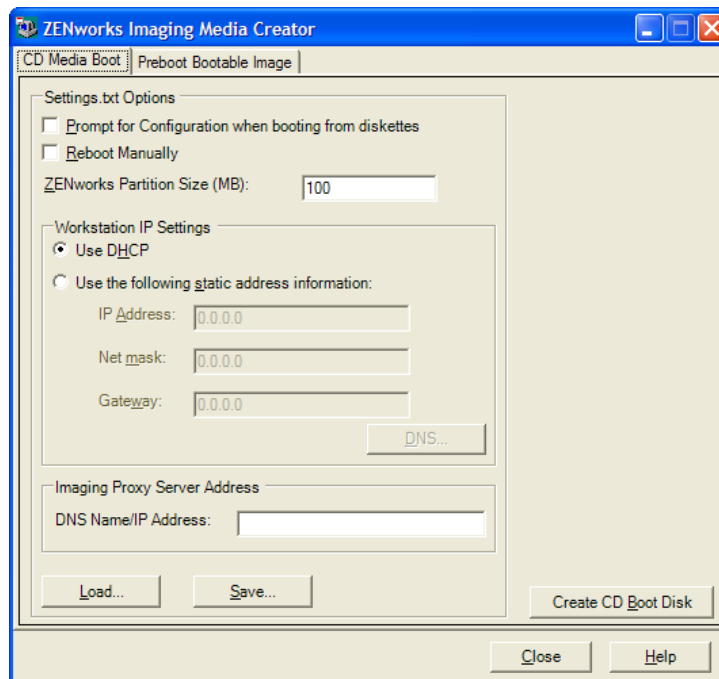 ZENworks Imaging Media Creator
CD Media Boot
Preboot Bootable Image
Settings.txt Options
Prompt for Configuration when booting from diskettes
Reboot Manually
ZENworks Partition Size (MB): 100
Workstation IP Settings
Use DHCP
Use the following static address information:
IP Address: 0.0.0.0
Net mask: 0.0.0.0
Gateway: 0.0.0.0
DNS...
Imaging Proxy Server Address
DNS Name/IP Address:
Load... Save...
Create CD Boot Disk
Close Help